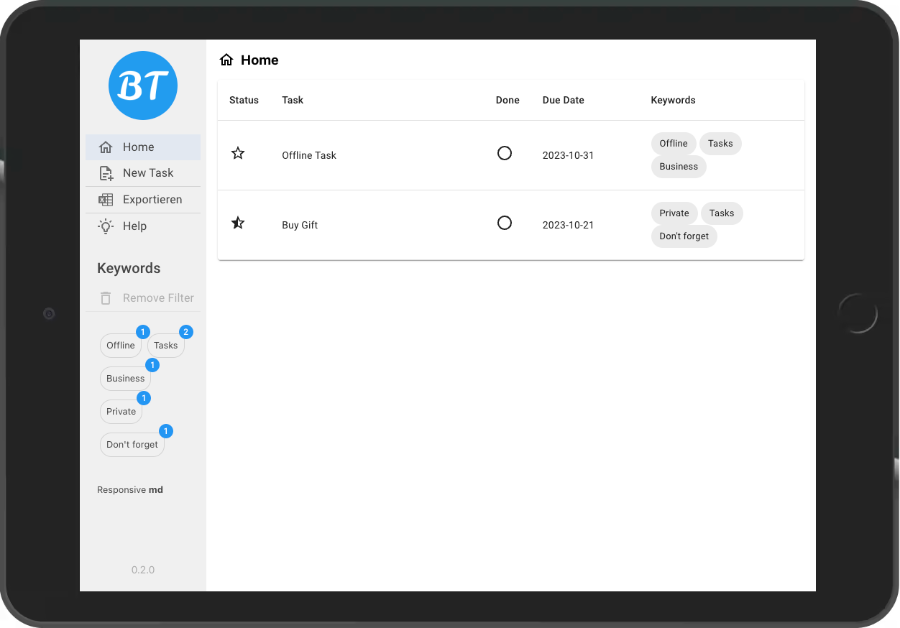 BT
Home
New Task
Exportieren
Help
Keywords
Remove Filter
Offline 1 Tasks 2
Business 1
Private 1
Don't forget 1
Responsive md
0.2.0
Home
Status Task Done Due Date Keywords
Offline Task 2023-10-31 Offline Tasks
Business
Buy Gift 2023-10-21 Private Tasks
Don't forget